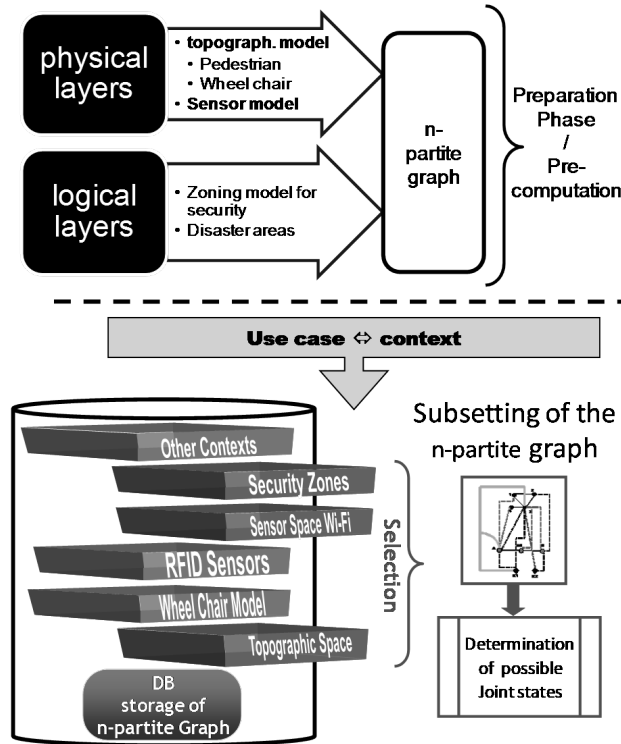 physical
layers
• topograph. model
• Pedestrian
• Wheel chair
• Sensor model
logical
layers
• Zoning model for
security
• Disaster areas
n-
partite
graph
Preparation
Phase
/
Pre-
computation
Use case ⇔ context
Other Contexts
Security Zones
Sensor Space Wi-Fi
RFID Sensors
Wheel Chair Model
Topographic Space
DB
storage of
n-partite Graph
Selection
Subsetting of the
n-partite graph
Determination
of possible
Joint states